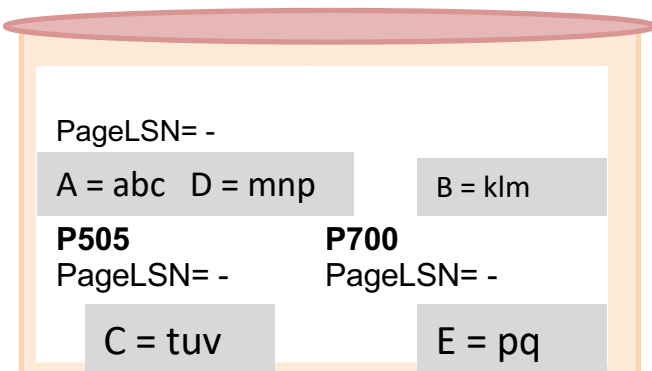 PageLSN= -
A = abc D = mnp B = klm
P505 P700
PageLSN= - PageLSN= -
C = tuv E = pq